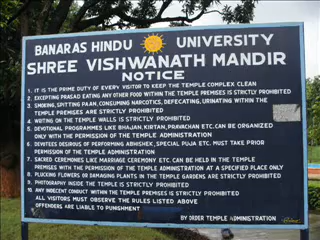 BANARAS HINDU UNIVERSITY
SHREE VISHWANATH MANDIR
NOTICE
1. IT IS THE PRIME DUTY OF EVERY VISITOR TO KEEP THE TEMPLE COMPLEX CLEAN
2. EXCEPTING PRASAD EATING ANY OTHER FOOD WITHIN THE TEMPLE PREMISES IS STRICTLY PROHIBITED
3. SMOKING, SPITTING PAAN, CONSUMING NARCOTICS, DEFECATING, URINATING WITHIN THE
TEMPLE PREMISES ARE STRICTLY PROHIBITED
4. WRITING ON THE TEMPLE WALLS IS STRICTLY PROHIBITED
5. DEVOTIONAL PROGRAMMES LIKE BHAJAN, KIRTAN, PRAVACHAN ETC. CAN BE ORGANIZED
ONLY WITH THE PERMISSION OF THE TEMPLE ADMINISTRATION
6. DEVOTEES DESIROUS OF PERFORMING ABHISHEK, SPECIAL PUJA ETC. MUST TAKE PRIOR
PERMISSION OF THE TEMPLE ADMINISTRATION
7. SACRED CEREMONIES LIKE MARRIAGE CEREMONY ETC. CAN BE HELD IN THE TEMPLE
PREMISES WITH THE PERMISSION OF THE TEMPLE ADMINISTRATION AT A SPECIFIED PLACE ONLY
8. PLUCKING FLOWERS OR DAMAGING PLANTS IN THE TEMPLE GARDENS ARE STRICTLY PROHIBITED
9. PHOTOGRAPHY INSIDE THE TEMPLE IS STRICTLY PROHIBITED
10. ANY INDECENT CONDUCT WITHIN THE TEMPLE PREMISES IS STRICTLY PROHIBITED
ALL VISITORS MUST OBSERVE THE RULES LISTED ABOVE
OFFENDERS ARE LIABLE TO PUNISHMENT
BY ORDER TEMPLE ADMINISTRATION